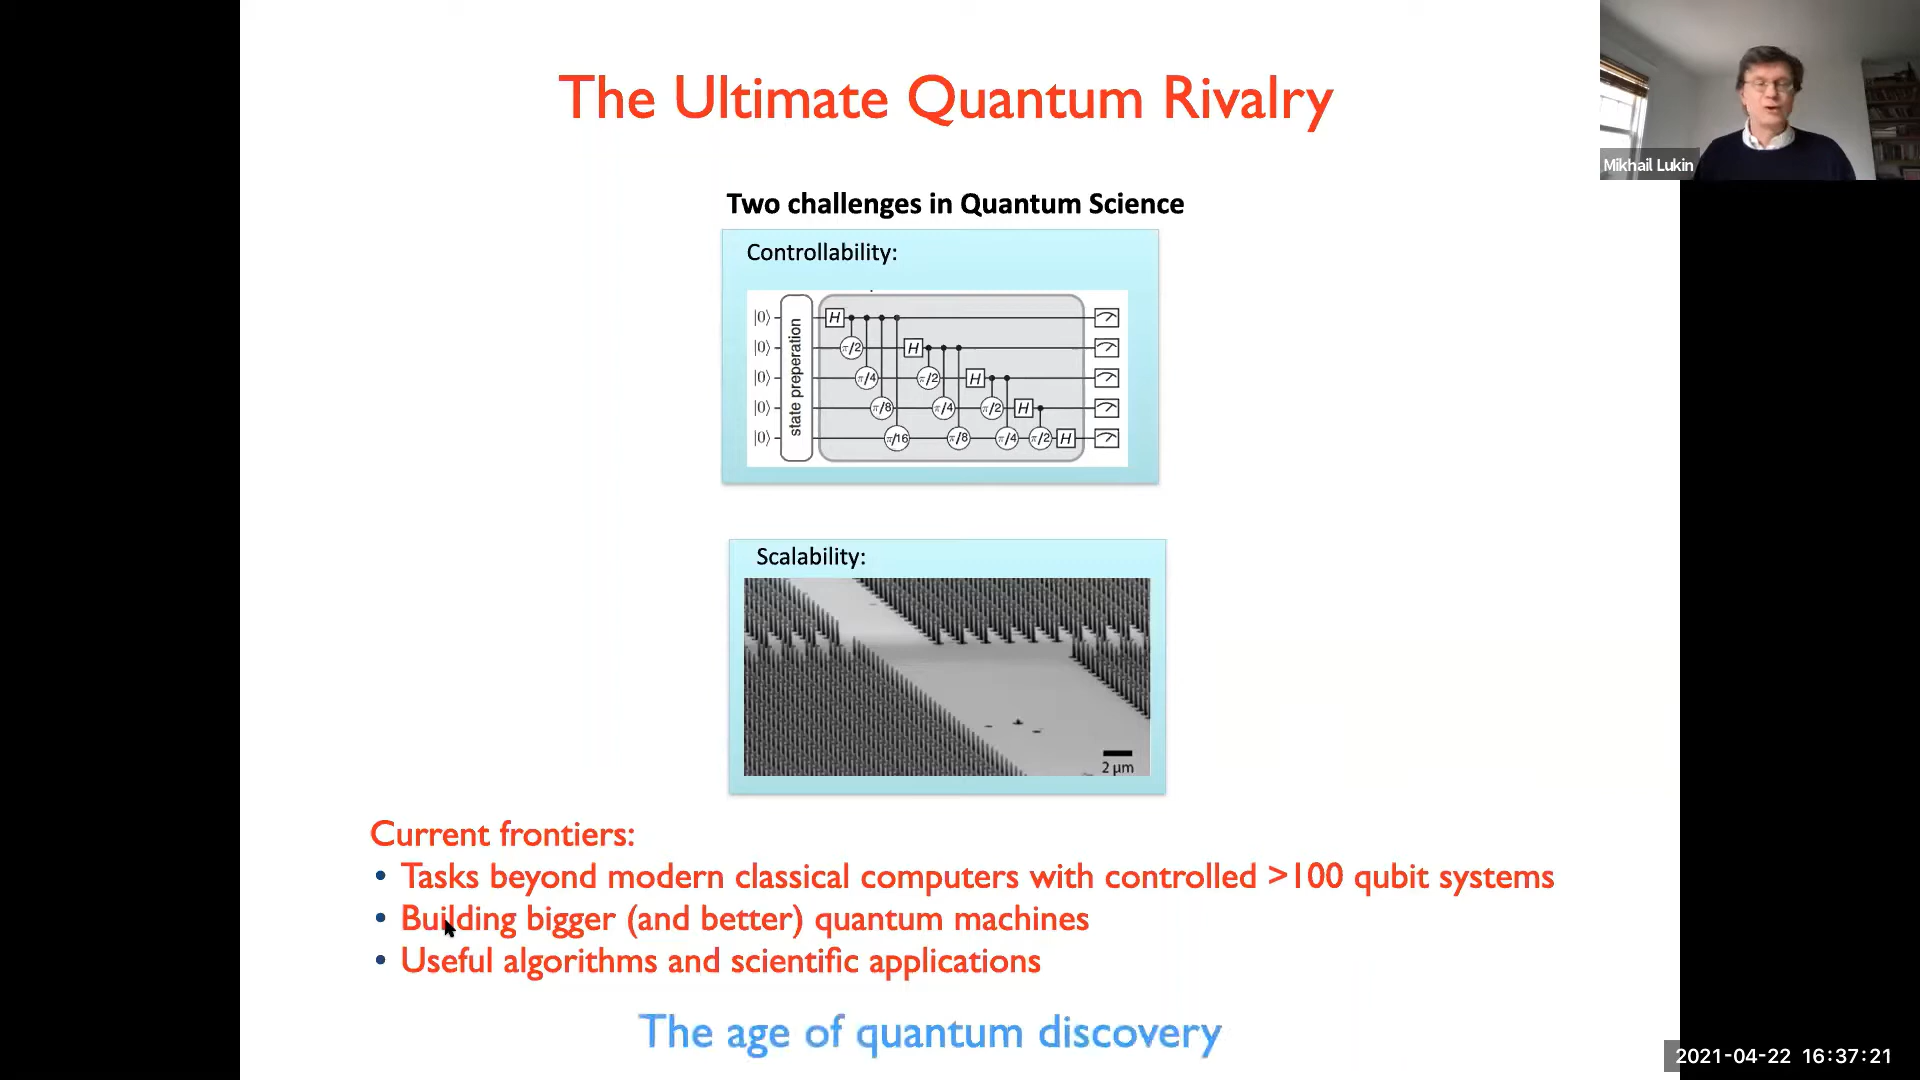 The Ultimate Quantum Rivalry
Mikhail Lukin
Two challenges in Quantum Science
Controllability:
state preperation
|0⟩ H
|0⟩ π/2 H
|0⟩ π/4 π/2 H
|0⟩ π/8 π/4 π/2 H
|0⟩ π/16 π/8 π/4 π/2 H
Scalability:
2 µm
Current frontiers:
• Tasks beyond modern classical computers with controlled >100 qubit systems
• Building bigger (and better) quantum machines
• Useful algorithms and scientific applications
The age of quantum discovery
2021-04-22 16:37:21